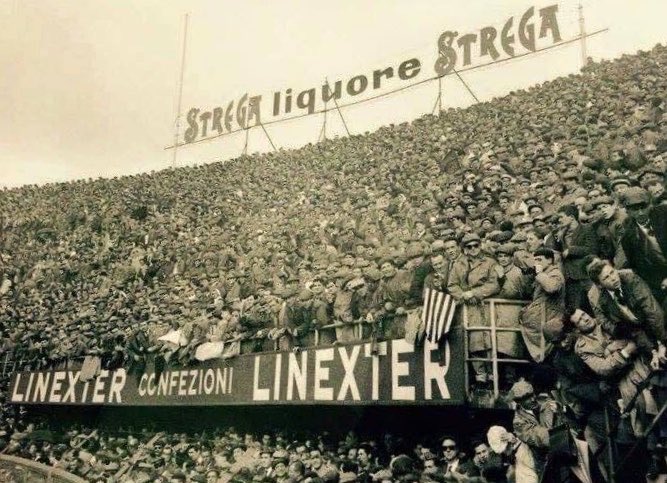 STREGA liquore STREGA
LINEXTER CONFEZIONI LINEXTER